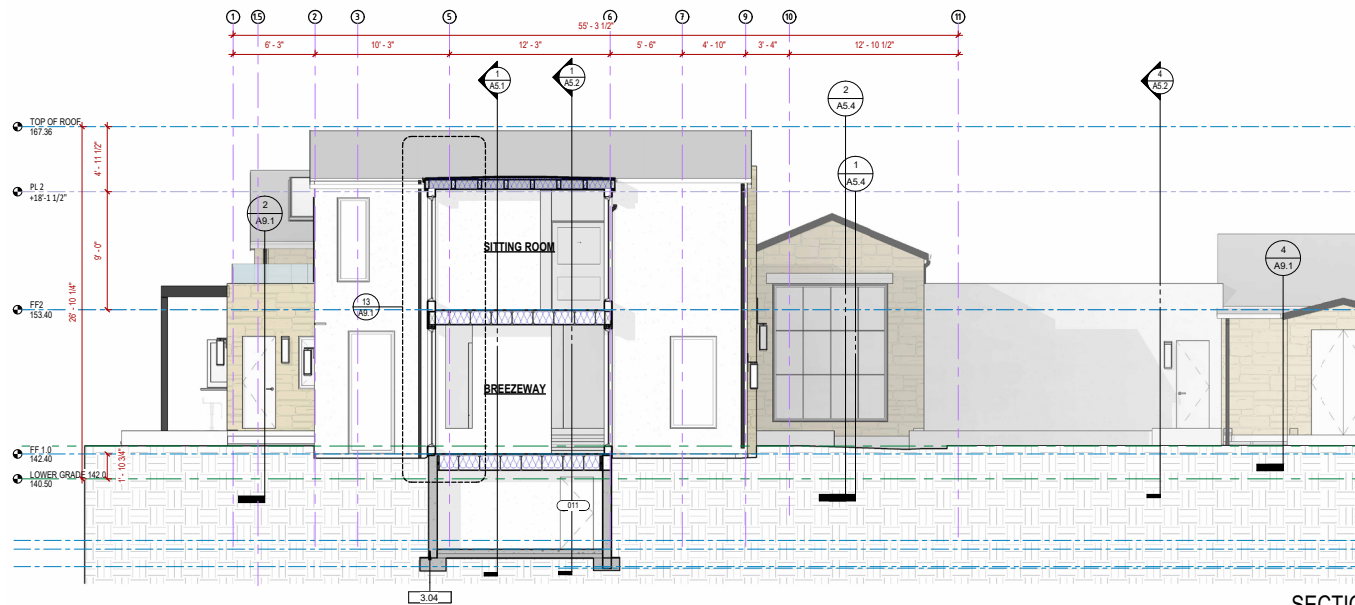 1
1.5
2
3
5
6
7
9
10
11
55' - 3 1/2"
6' - 3"
10' - 3"
12' - 3"
5' - 6"
4' - 10"
3' - 4"
12' - 10 1/2"
1
A5.1
1
A5.2
2
A5.4
4
A5.2
TOP OF ROOF
167.36
4' - 11 1/2"
1
A5.4
PL 2
+18'-1 1/2"
2
A9.1
SITTING ROOM
9' - 0"
4
A9.1
26' - 10 1/4"
FF2
153.40
13
A9.1
BREEZEWAY
FF 1.0
142.40
1' - 10 3/4"
LOWER GRADE 142.0
140.50
011
3.04
SECTIO